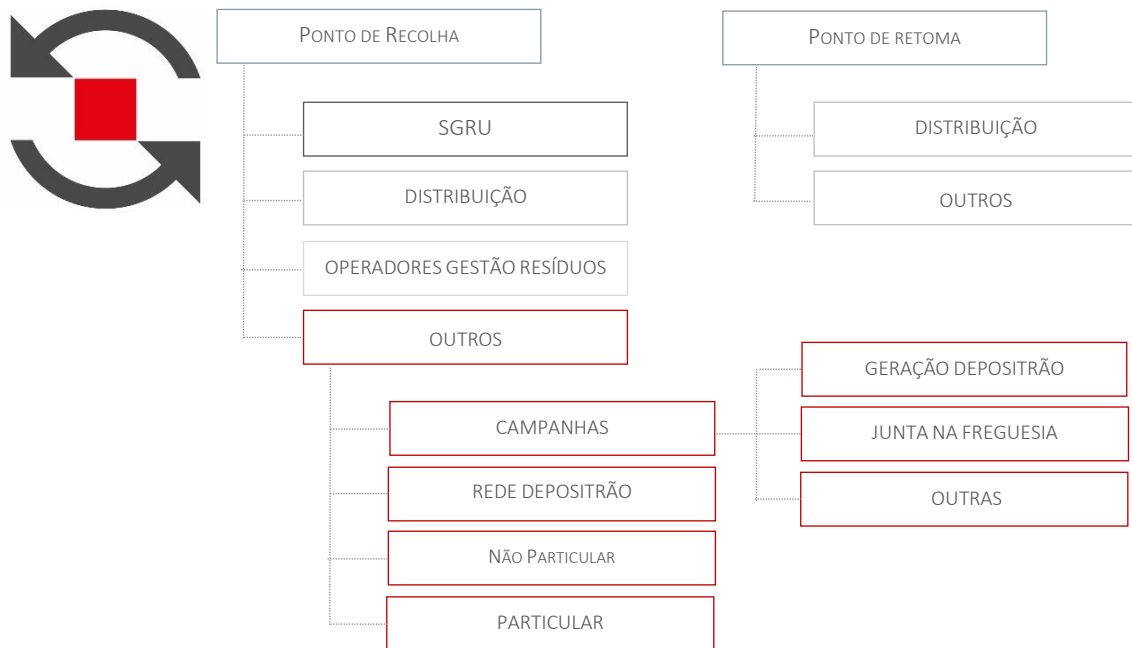 PONTO DE RECOLHA
SGRU
DISTRIBUIÇÃO
OPERADORES GESTÃO RESÍDUOS
OUTROS
CAMPANHAS
REDE DEPOSITRÃO
NÃO PARTICULAR
PARTICULAR
PONTO DE RETOMA
DISTRIBUIÇÃO
OUTROS
GERAÇÃO DEPOSITRÃO
JUNTA NA FREGUESIA
OUTRAS